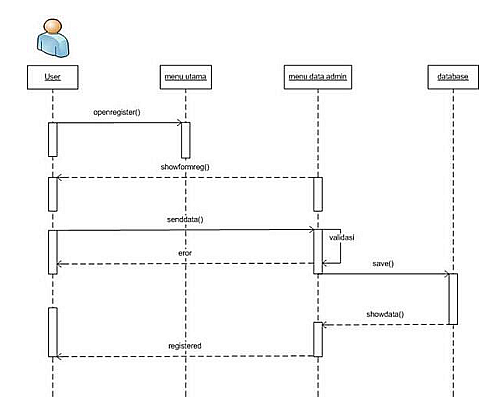 User
menu utama
menu data admin
database
openregister()
showformreg()
senddata()
validasi
eror
save()
showdata()
registered